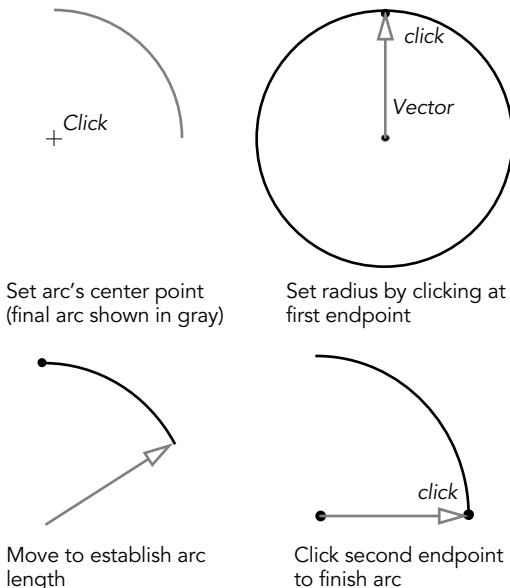 Click
click
Vector
Set arc’s center point
(final arc shown in gray)
Set radius by clicking at
first endpoint
click
Move to establish arc
length
Click second endpoint
to finish arc